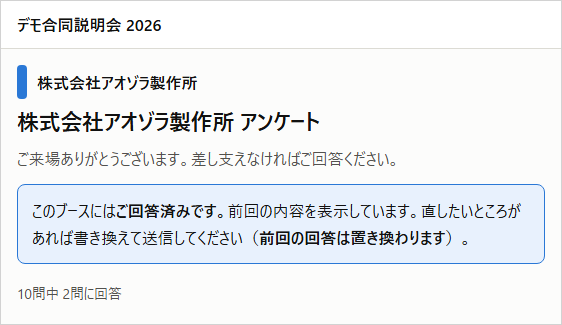 デモ合同説明会 2026
株式会社アオゾラ製作所
株式会社アオゾラ製作所 アンケート
ご来場ありがとうございます。差し支えなければご回答ください。
このブースにはご回答済みです。前回の内容を表示しています。直したいところが
あれば書き換えて送信してください（前回の回答は置き換わります）。
10問中 2問に回答